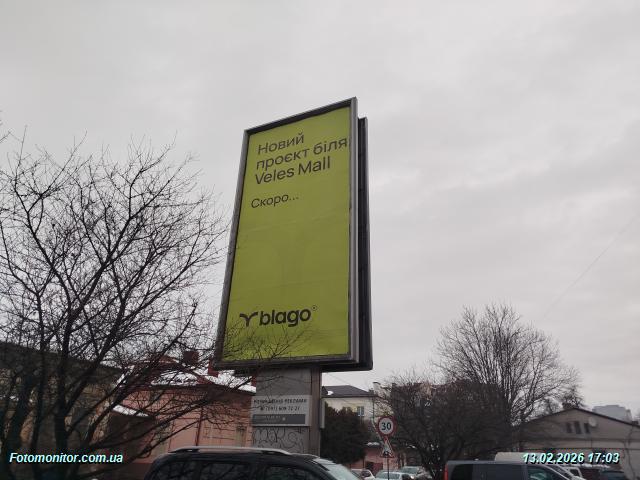 Новий
проєкт біля
Veles Mall
Скоро...
blago
30
Fotomonitor.com.ua
13.02.2026 17:03